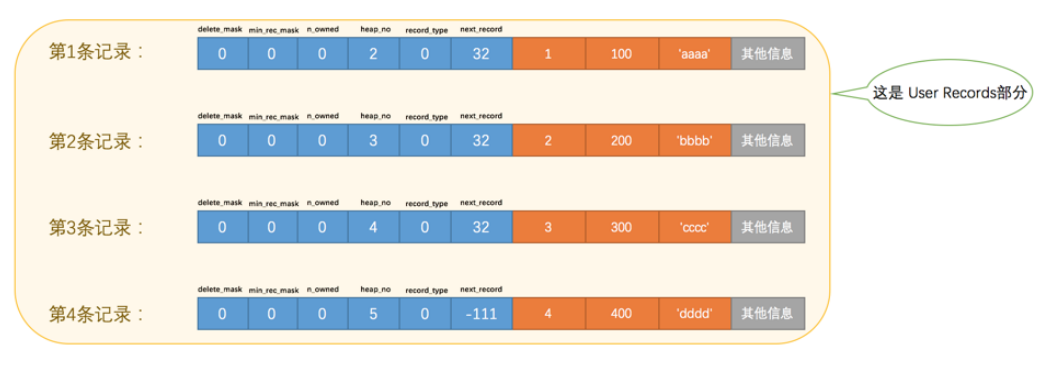 delete_mask min_rec_mask n_owned heap_no record_type next_record
第1条记录： 0 0 0 2 0 32 1 100 'aaaa' 其他信息
这是 User Records部分
delete_mask min_rec_mask n_owned heap_no record_type next_record
第2条记录： 0 0 0 3 0 32 2 200 'bbbb' 其他信息
delete_mask min_rec_mask n_owned heap_no record_type next_record
第3条记录： 0 0 0 4 0 32 3 300 'cccc' 其他信息
delete_mask min_rec_mask n_owned heap_no record_type next_record
第4条记录： 0 0 0 5 0 -111 4 400 'dddd' 其他信息